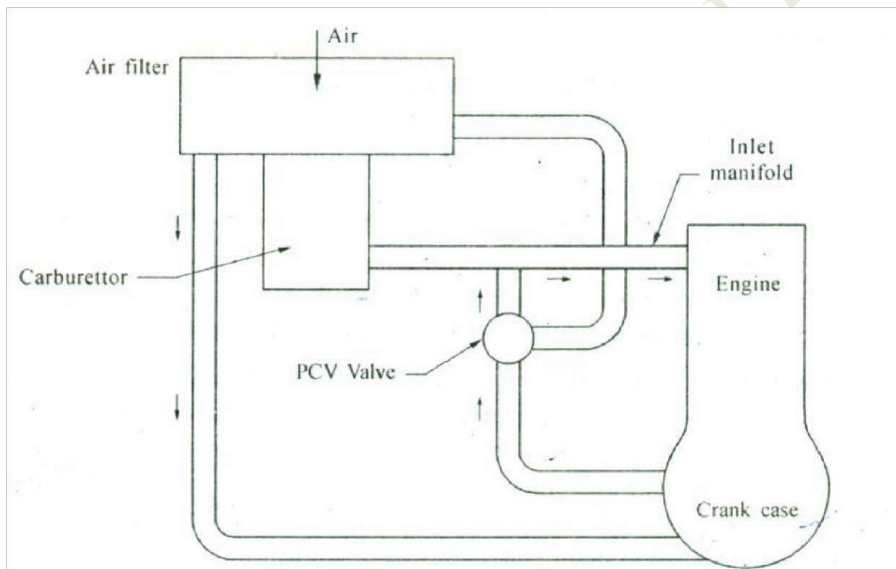 Air
Air filter
Inlet
manifold
Carburettor
Engine
PCV Valve
Crank case